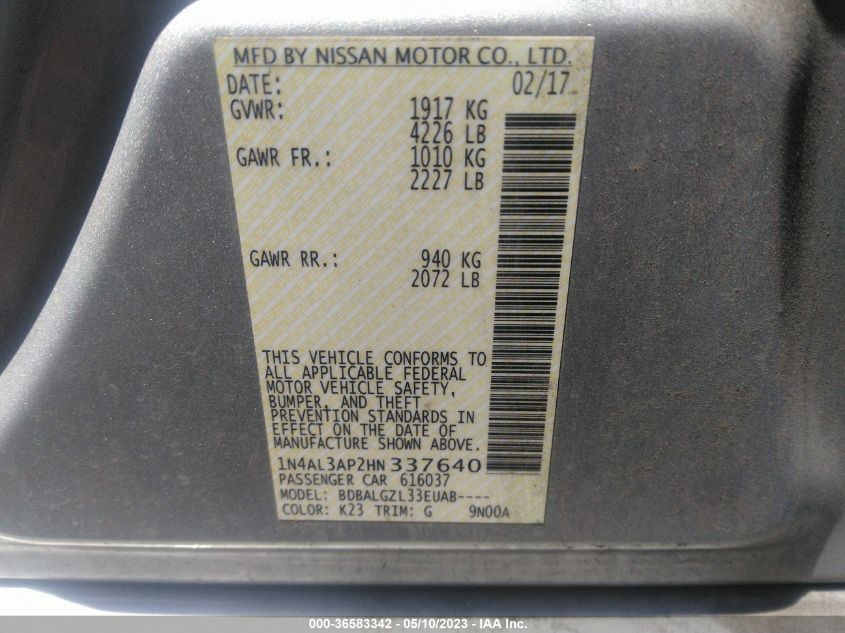 MFD BY NISSAN MOTOR CO., LTD.
DATE: 02/17
GVWR: 1917 KG
4226 LB
GAWR FR.: 1010 KG
2227 LB
GAWR RR.: 940 KG
2072 LB
THIS VEHICLE CONFORMS TO
ALL APPLICABLE FEDERAL
MOTOR VEHICLE SAFETY,
BUMPER, AND THEFT
PREVENTION STANDARDS IN
EFFECT ON THE DATE OF
MANUFACTURE SHOWN ABOVE.
1N4AL3AP2HN 337640
PASSENGER CAR 616037
MODEL: BDBALGZL33EUAB----
COLOR: K23 TRIM: G 9N00A
000-36583342 - 05/10/2023 - IAA Inc.